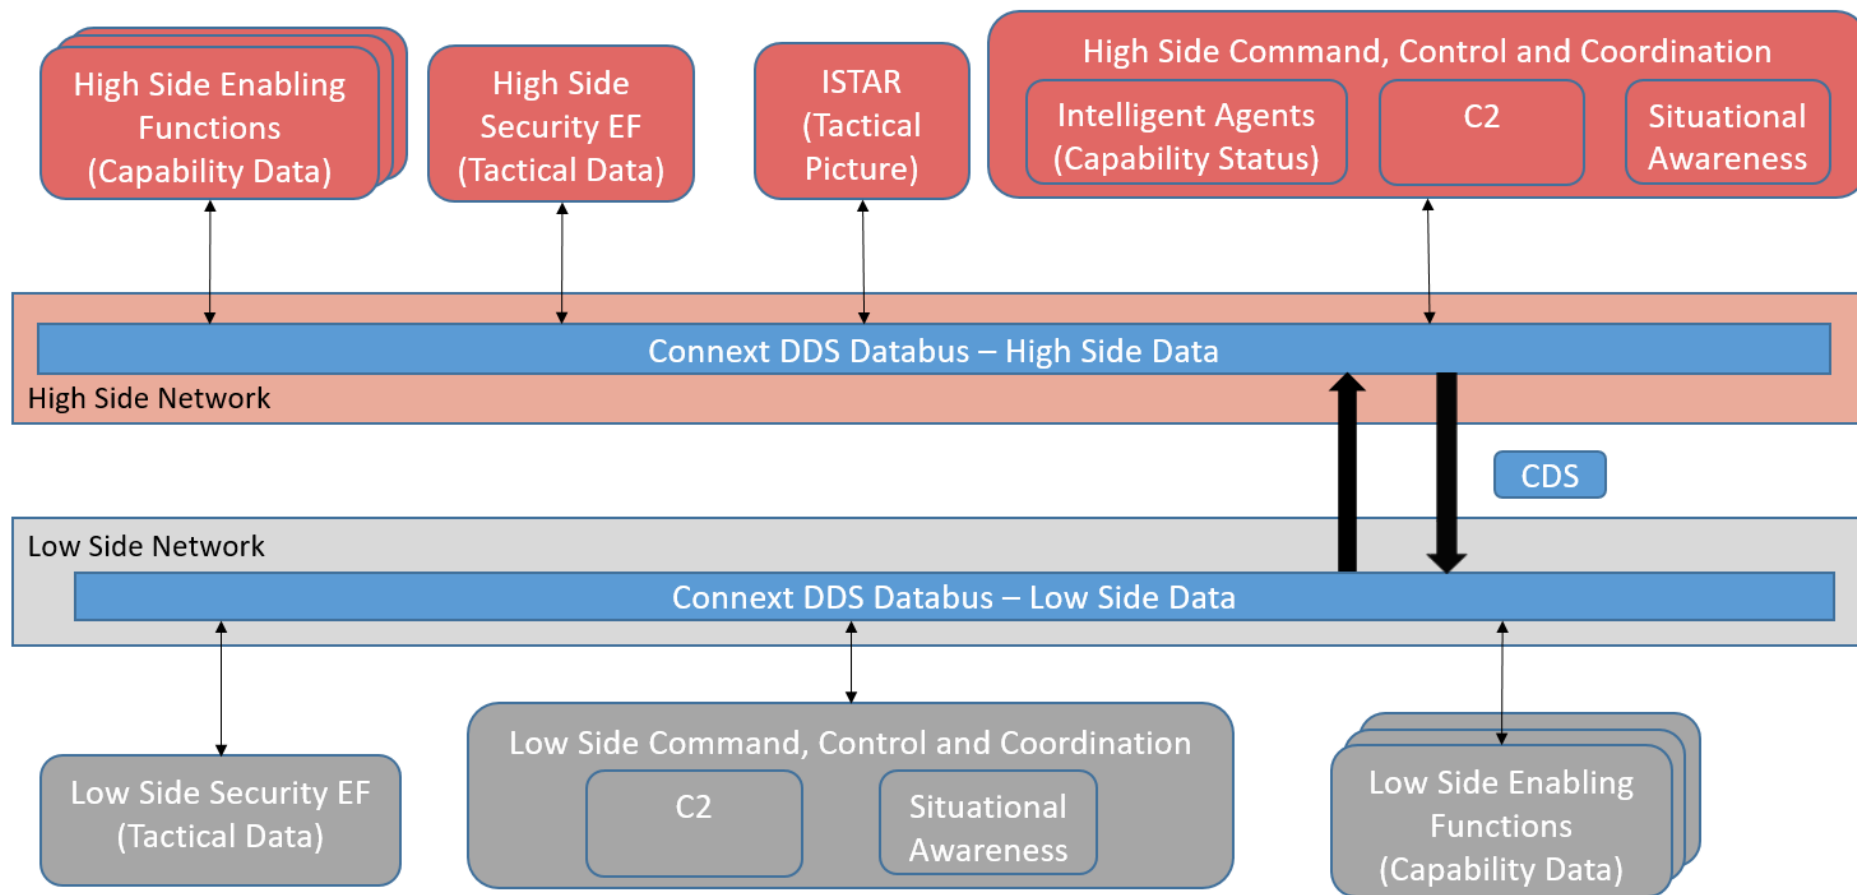 High Side Enabling
Functions
(Capability Data)
High Side
Security EF
(Tactical Data)
ISTAR
(Tactical
Picture)
High Side Command, Control and Coordination
Intelligent Agents
(Capability Status)
C2
Situational
Awareness
Connext DDS Databus – High Side Data
High Side Network
CDS
Low Side Network
Connext DDS Databus – Low Side Data
Low Side Security EF
(Tactical Data)
Low Side Command, Control and Coordination
C2
Situational
Awareness
Low Side Enabling
Functions
(Capability Data)